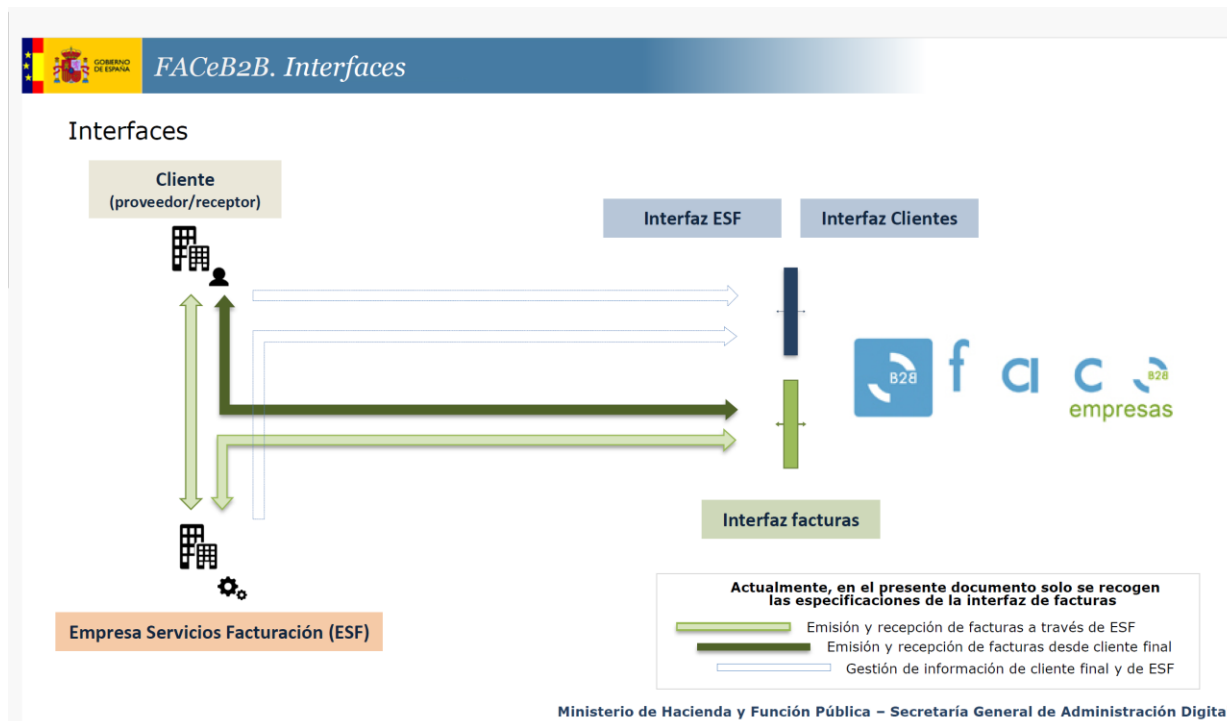 GOBIERNO
DE ESPAÑA
FACeB2B. Interfaces
Interfaces
Cliente
(proveedor/receptor)
Interfaz ESF
Interfaz Clientes
B2B
f a c B2B
empresas
Interfaz facturas
Actualmente, en el presente documento solo se recogen
las especificaciones de la interfaz de facturas
Emisión y recepción de facturas a través de ESF
Emisión y recepción de facturas desde cliente final
Gestión de información de cliente final y de ESF
Empresa Servicios Facturación (ESF)
Ministerio de Hacienda y Función Pública – Secretaría General de Administración Digita